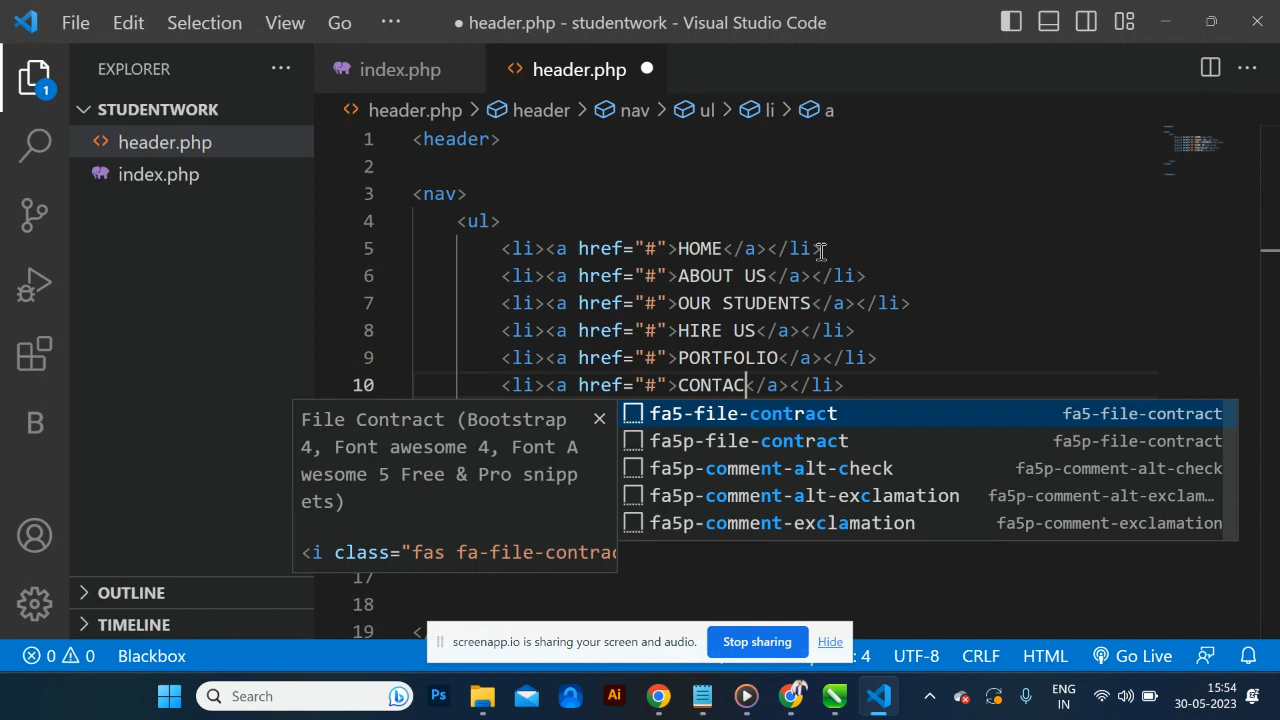 File Edit Selection View Go ··· ● header.php - studentwork - Visual Studio Code
EXPLORER ···
1
STUDENTWORK
header.php
index.php
index.php header.php
header.php > header > nav > ul > li > a
1 <header>
2
3 <nav>
4 <ul>
5 <li><a href="#">HOME</a></li>
6 <li><a href="#">ABOUT US</a></li>
7 <li><a href="#">OUR STUDENTS</a></li>
8 <li><a href="#">HIRE US</a></li>
9 <li><a href="#">PORTFOLIO</a></li>
10 <li><a href="#">CONTAC</a></li>
File Contract (Bootstrap
4, Font awesome 4, Font A
wesome 5 Free & Pro snipp
ets)
<i class="fas fa-file-contrac
fa5-file-contract fa5-file-contract
fa5p-file-contract fa5p-file-contract
fa5p-comment-alt-check fa5p-comment-alt-check
fa5p-comment-alt-exclamation fa5p-comment-alt-exclam…
fa5p-comment-exclamation fa5p-comment-exclamation
17
18
19 </
OUTLINE
TIMELINE
screenapp.io is sharing your screen and audio. Stop sharing Hide
0 0 Blackbox : 4 UTF-8 CRLF HTML Go Live
Search
Ps
Ai
ENG
IN
15:54
30-05-2023